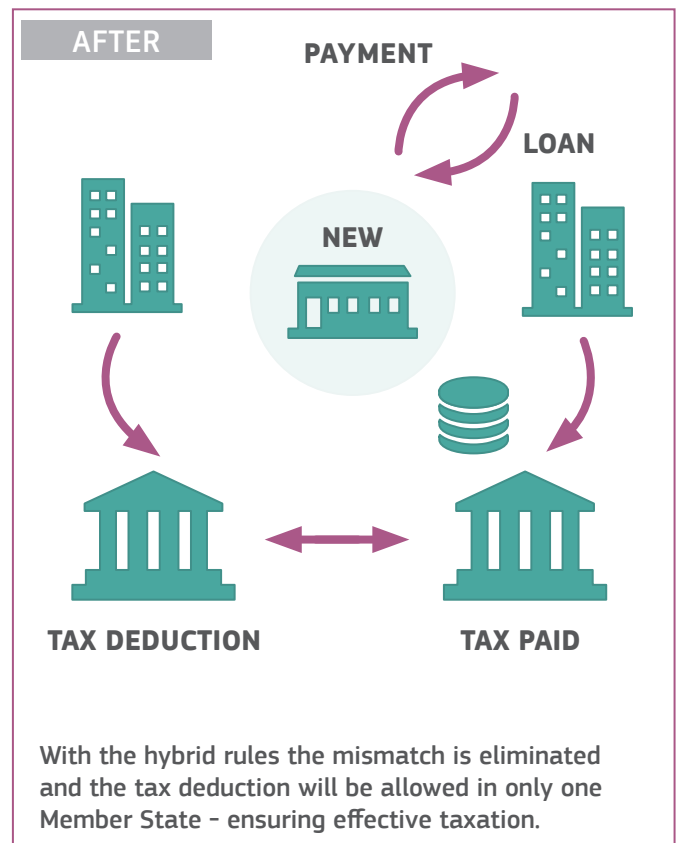 AFTER
PAYMENT
LOAN
NEW
TAX DEDUCTION
TAX PAID
With the hybrid rules the mismatch is eliminated
and the tax deduction will be allowed in only one
Member State - ensuring effective taxation.